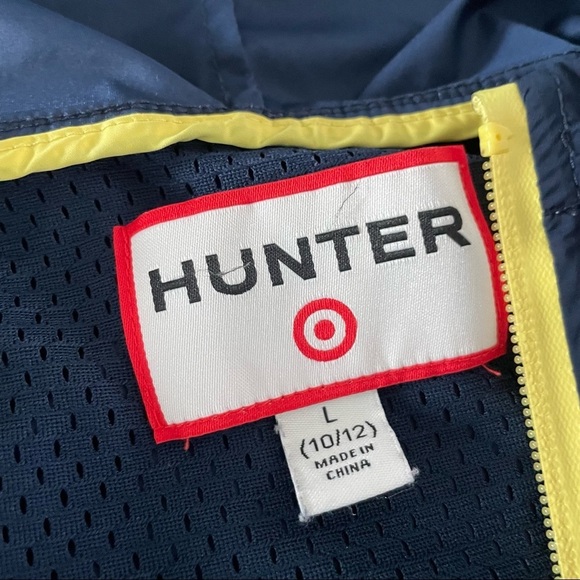 HUNTER
L
(10/12)
MADE IN
CHINA